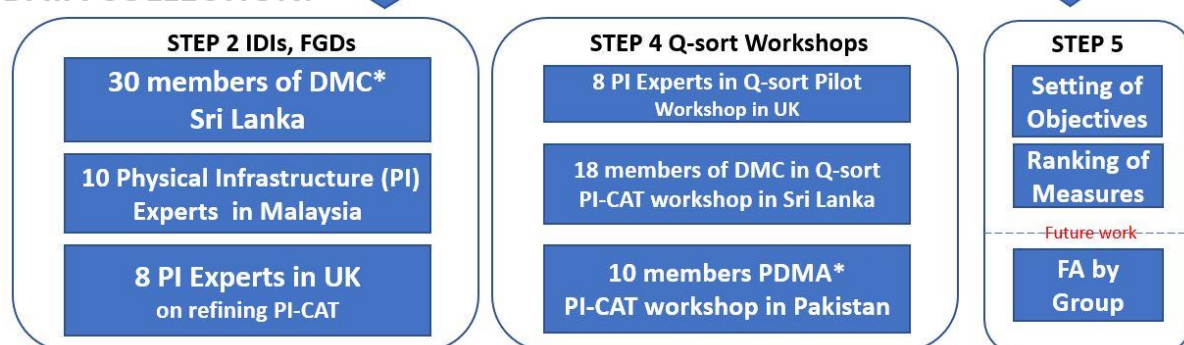 STEP 2 IDIs, FGDs
30 members of DMC*
Sri Lanka
10 Physical Infrastructure (PI)
Experts in Malaysia
8 PI Experts in UK
on refining PI-CAT
STEP 4 Q-sort Workshops
8 PI Experts in Q-sort Pilot
Workshop in UK
18 members of DMC in Q-sort
PI-CAT workshop in Sri Lanka
10 members PDMA*
PI-CAT workshop in Pakistan
STEP 5
Setting of
Objectives
Ranking of
Measures
Future work
FA by
Group